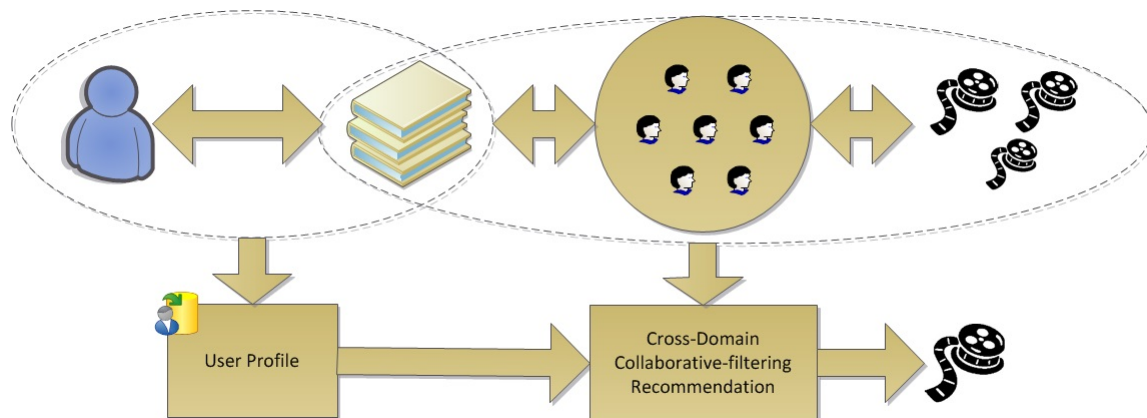 User Profile
Cross-Domain
Collaborative-filtering
Recommendation